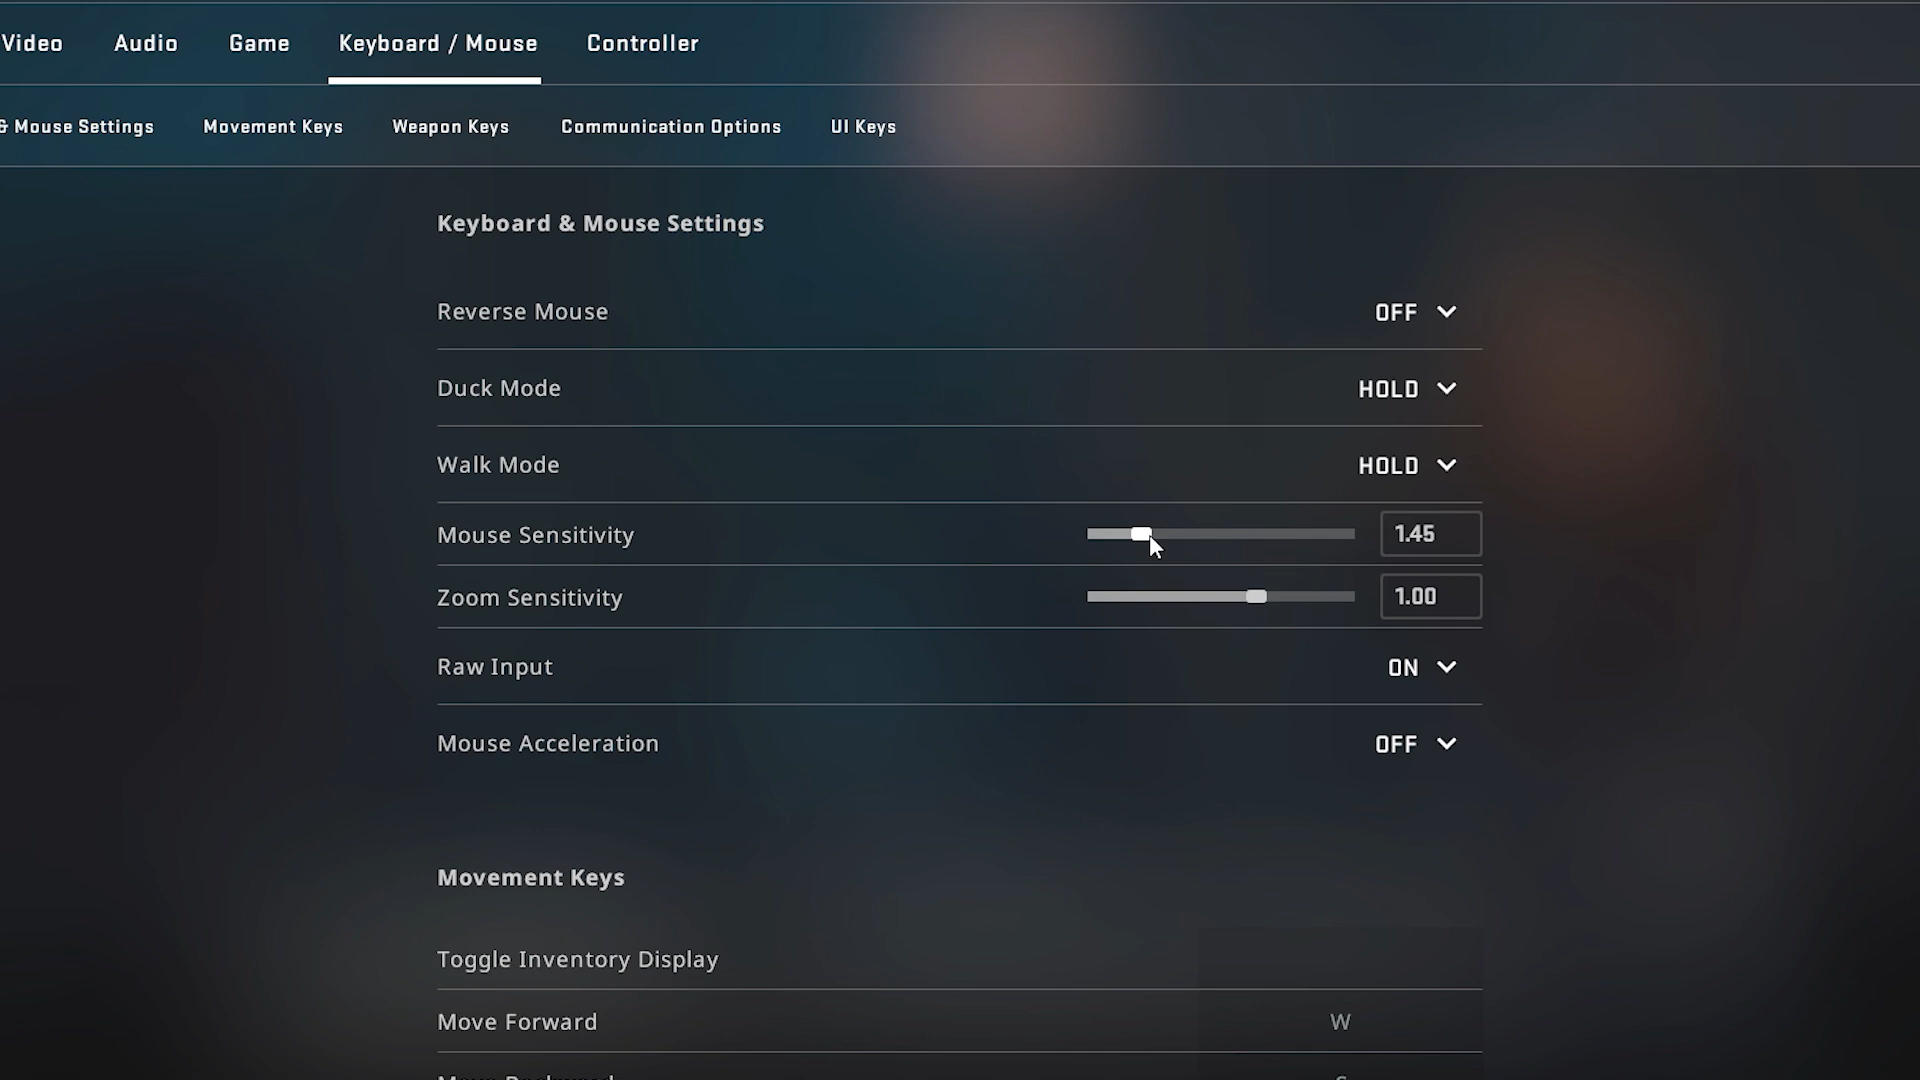 Video Audio Game Keyboard / Mouse Controller
& Mouse Settings Movement Keys Weapon Keys Communication Options UI Keys
Keyboard & Mouse Settings
Reverse Mouse OFF
Duck Mode HOLD
Walk Mode HOLD
Mouse Sensitivity 1.45
Zoom Sensitivity 1.00
Raw Input ON
Mouse Acceleration OFF
Movement Keys
Toggle Inventory Display
Move Forward W